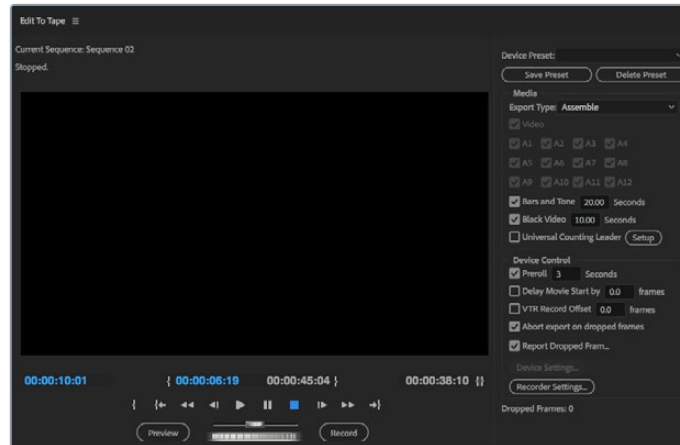 Edit To Tape
Current Sequence: Sequence 02
Stopped.
00:00:10:01
{ 00:00:06:19
00:00:45:04 }
00:00:38:10 {}
Preview
Record
Device Preset:
Save Preset
Delete Preset
Media
Export Type: Assemble
Video
A1 A2 A3 A4
A5 A6 A7 A8
A9 A10 A11 A12
Bars and Tone 20.00 Seconds
Black Video 10.00 Seconds
Universal Counting Leader Setup
Device Control
Preroll 3 Seconds
Delay Movie Start by 0.0 frames
VTR Record Offset 0.0 frames
Abort export on dropped frames
Report Dropped Fram...
Device Settings...
Recorder Settings...
Dropped Frames: 0